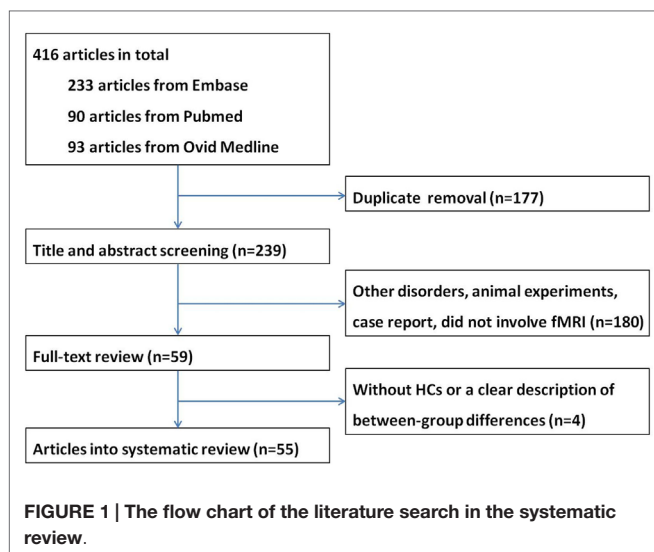 416 articles in total
233 articles from Embase
90 articles from Pubmed
93 articles from Ovid Medline
Duplicate removal (n=177)
Title and abstract screening (n=239)
Other disorders, animal experiments,
case report, did not involve fMRI (n=180)
Full-text review (n=59)
Without HCs or a clear description of
between-group differences (n=4)
Articles into systematic review (n=55)
FIGURE 1 | The flow chart of the literature search in the systematic
review.